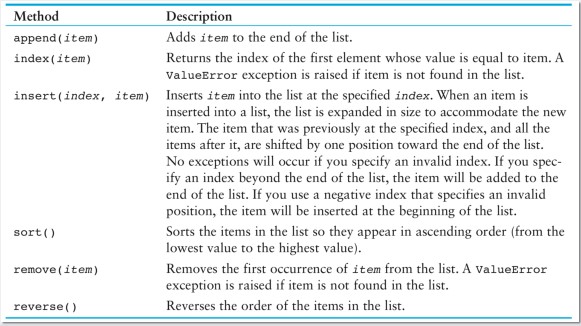 Method Description
append(item) Adds item to the end of the list.
index(item) Returns the index of the first element whose value is equal to item. A
ValueError exception is raised if item is not found in the list.
insert(index, item) Inserts item into the list at the specified index. When an item is
inserted into a list, the list is expanded in size to accommodate the new
item. The item that was previously at the specified index, and all the
items after it, are shifted by one position toward the end of the list.
No exceptions will occur if you specify an invalid index. If you spec-
ify an index beyond the end of the list, the item will be added to the
end of the list. If you use a negative index that specifies an invalid
position, the item will be inserted at the beginning of the list.
sort() Sorts the items in the list so they appear in ascending order (from the
lowest value to the highest value).
remove(item) Removes the first occurrence of item from the list. A ValueError
exception is raised if item is not found in the list.
reverse() Reverses the order of the items in the list.